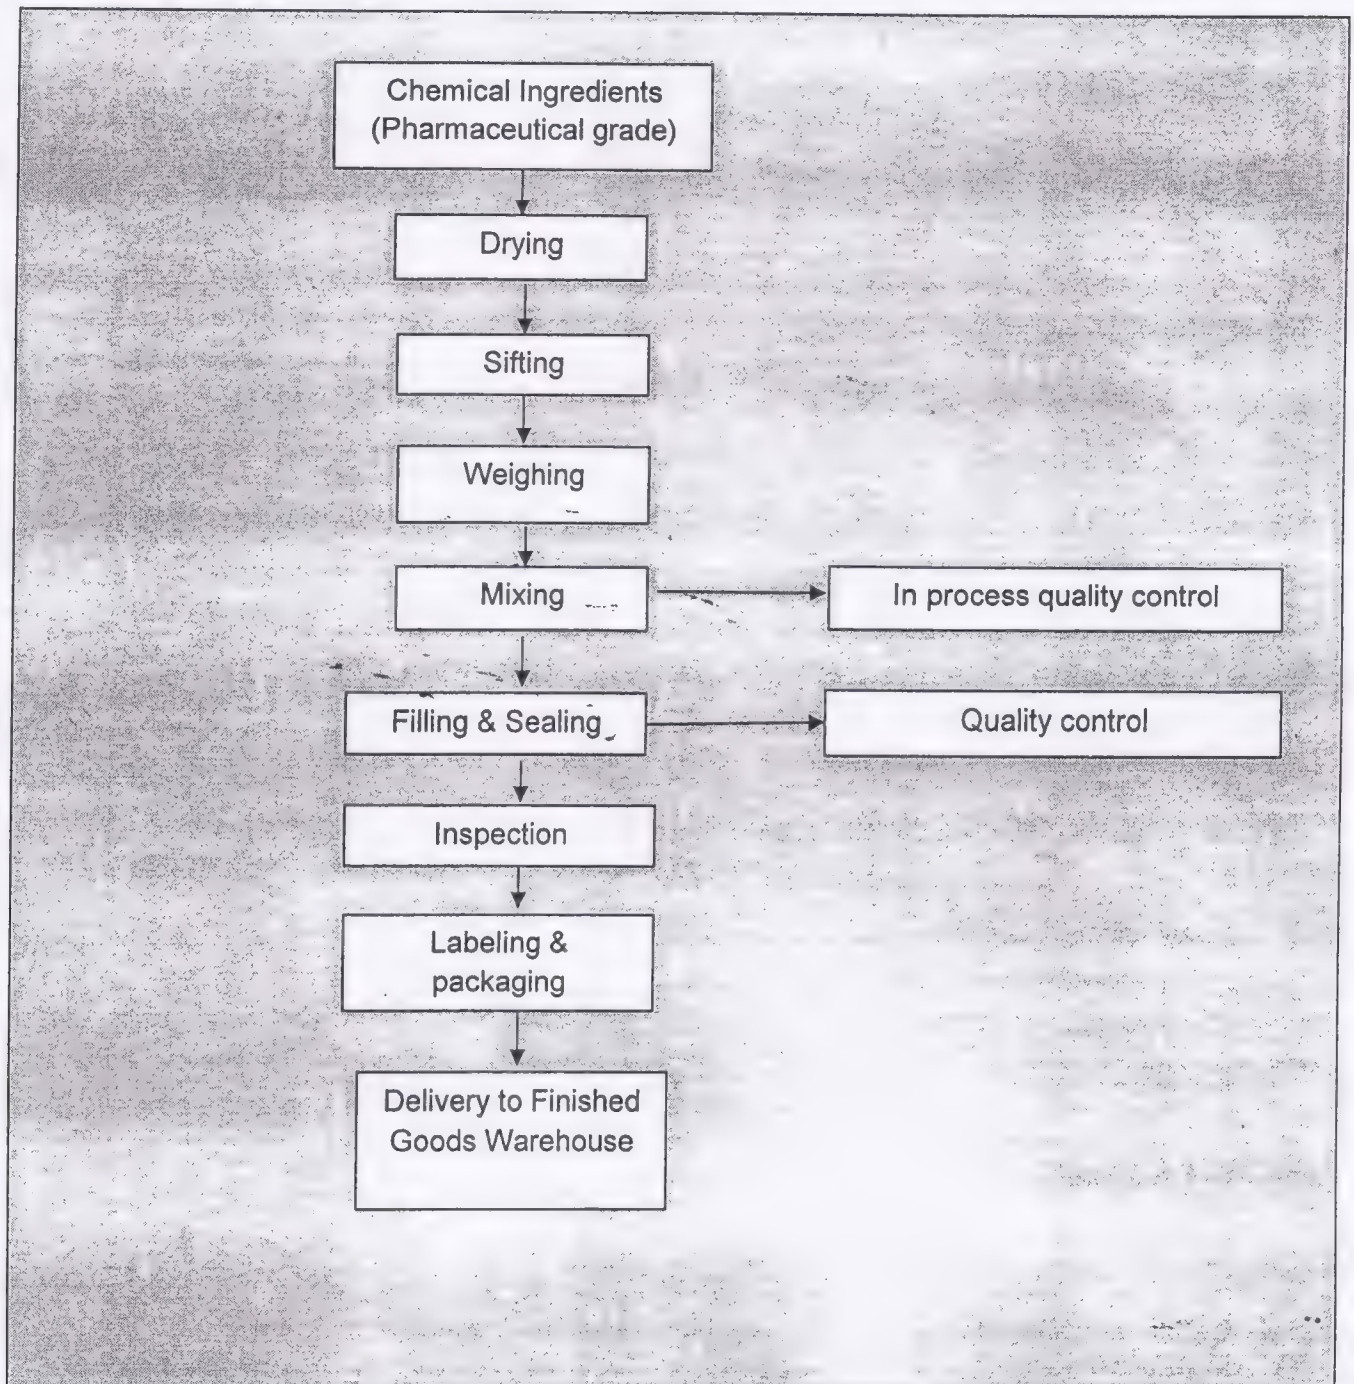 Chemical Ingredients
(Pharmaceutical grade)
Drying
Sifting
Weighing
Mixing
In process quality control
Filling & Sealing
Quality control
Inspection
Labeling &
packaging
Delivery to Finished
Goods Warehouse